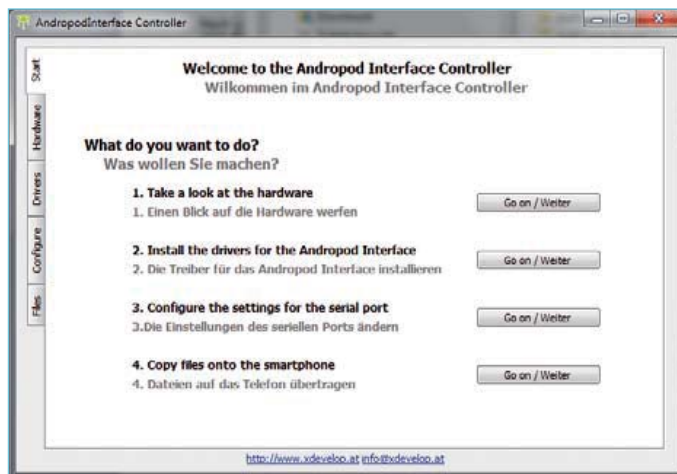 AndropodInterface Controller
Start
Hardware
Drivers
Configure
Files
Welcome to the Andropod Interface Controller
Wilkommen im Andropod Interface Controller
What do you want to do?
Was wollen Sie machen?
1. Take a look at the hardware
1. Einen Blick auf die Hardware werfen
Go on / Weiter
2. Install the drivers for the Andropod Interface
2. Die Treiber für das Andropod Interface installieren
Go on / Weiter
3. Configure the settings for the serial port
3.Die Einstellungen des seriellen Ports ändern
Go on / Weiter
4. Copy files onto the smartphone
4. Dateien auf das Telefon übertragen
Go on / Weiter
http://www.xdevelop.at info@xdevelop.at